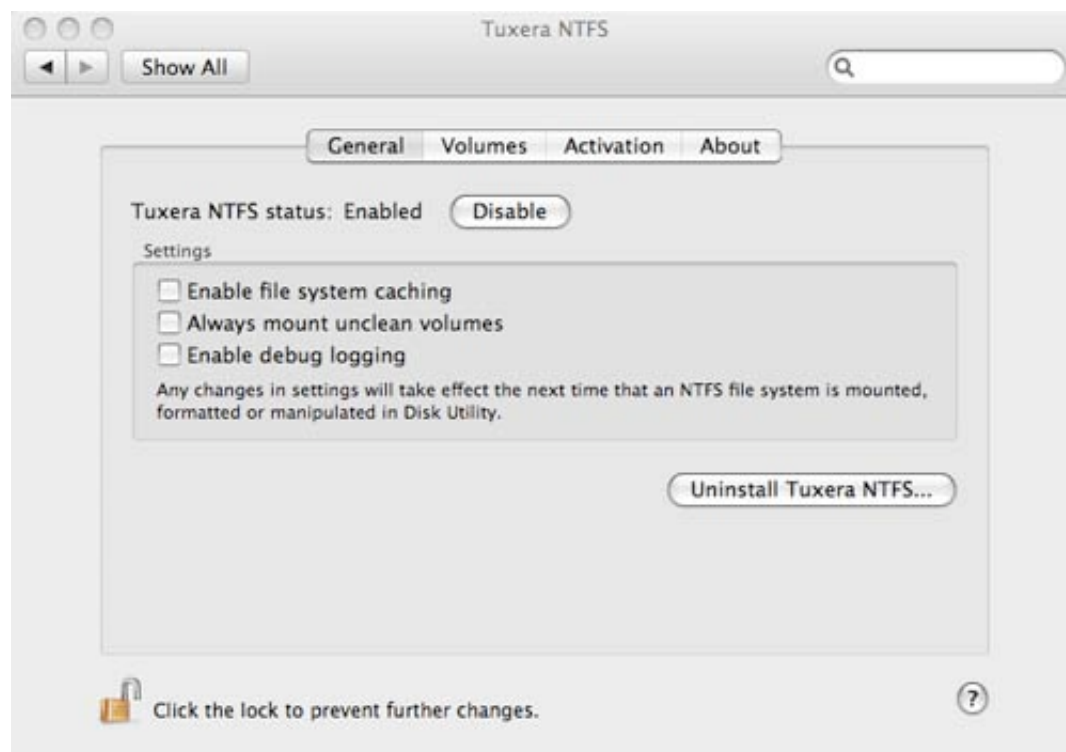 Tuxera NTFS
Show All
General Volumes Activation About
Tuxera NTFS status: Enabled Disable
Settings
Enable file system caching
Always mount unclean volumes
Enable debug logging
Any changes in settings will take effect the next time that an NTFS file system is mounted,
formatted or manipulated in Disk Utility.
Uninstall Tuxera NTFS...
Click the lock to prevent further changes.
?